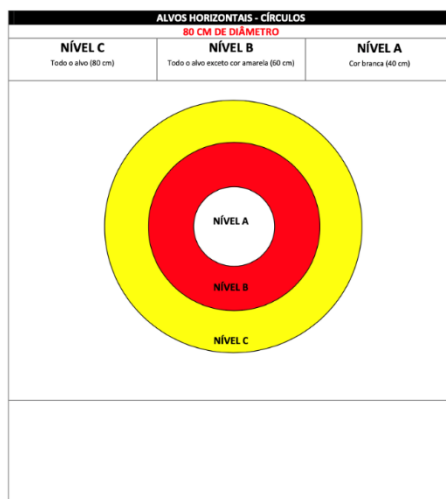 ALVOS HORIZONTAIS - CÍRCULOS
80 CM DE DIÂMETRO
NÍVEL C
Todo o alvo (80 cm)
NÍVEL B
Todo o alvo exceto cor amarela (60 cm)
NÍVEL A
Cor branca (40 cm)
NÍVEL A
NÍVEL B
NÍVEL C